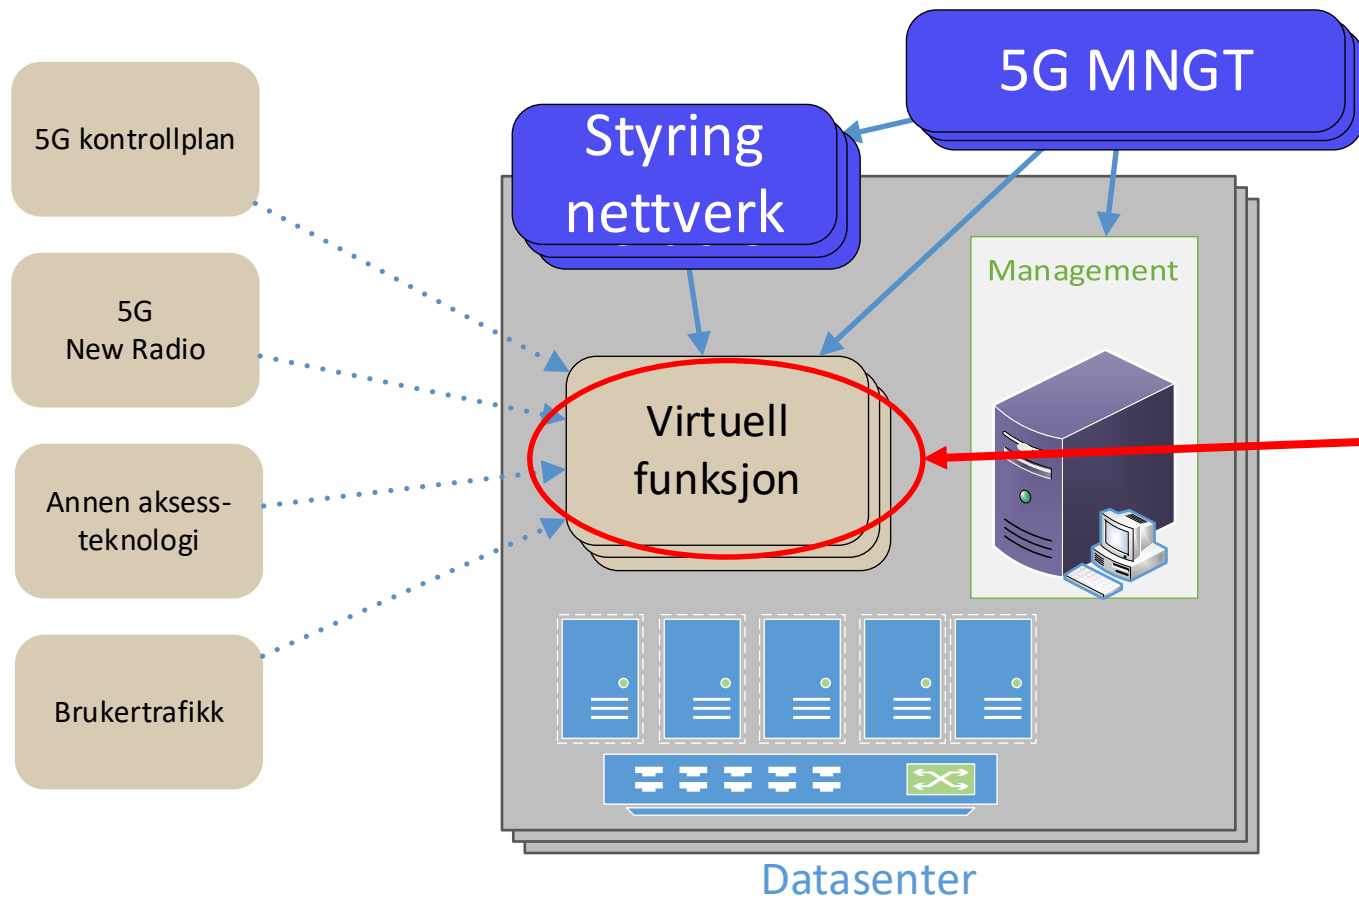 5G MNGT
Styring
nettverk
5G kontrollplan
5G
New Radio
Annen aksess-
teknologi
Brukertrafikk
Management
Virtuell
funksjon
Datasenter